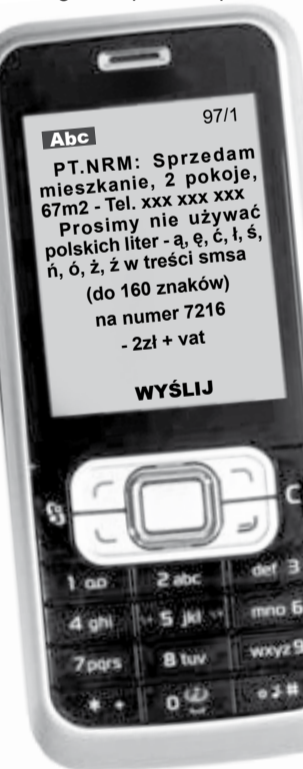 97/1
Abc
PT.NRM: Sprzedam
mieszkanie, 2 pokoje,
67m2 - Tel. xxx xxx xxx
Prosimy nie używać
polskich liter - ą, ę, ć, ł, ś,
ń, ó, ż, ź w treści smsa
(do 160 znaków)
na numer 7216
- 2zł + vat
WYŚLIJ
C
1 2 abc def 3
4 ghi 5 jkl mno 6
7 pqrs 8 tuv wxyz 9
* + 0 #